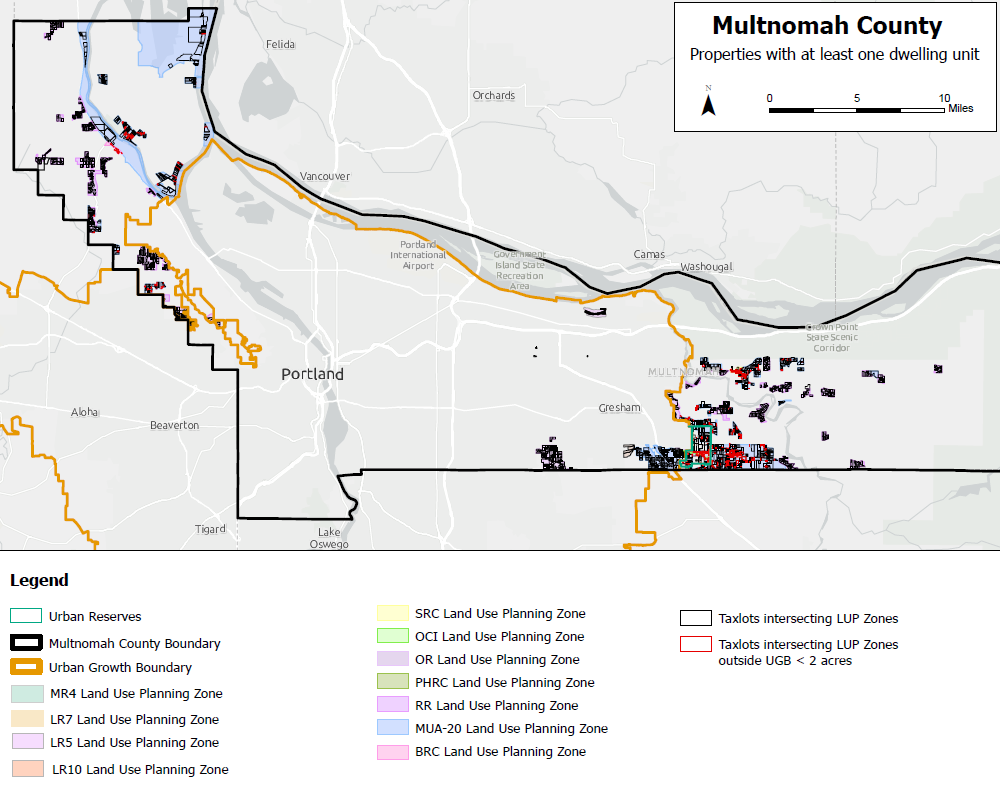 Multnomah County
Properties with at least one dwelling unit
N
0 5 10
Miles
Felida
Orchards
Vancouver
Portland
International
Airport
Government
Island State
Recreation
Area
Camas
Washougal
Crown Point
State Scenic
Corridor
Portland
MULTNOMAH
Gresham
Aloha
Beaverton
Tigard
Lake
Oswego
Legend
Urban Reserves
Multnomah County Boundary
Urban Growth Boundary
MR4 Land Use Planning Zone
LR7 Land Use Planning Zone
LR5 Land Use Planning Zone
LR10 Land Use Planning Zone
SRC Land Use Planning Zone
OCI Land Use Planning Zone
OR Land Use Planning Zone
PHRC Land Use Planning Zone
RR Land Use Planning Zone
MUA-20 Land Use Planning Zone
BRC Land Use Planning Zone
Taxlots intersecting LUP Zones
Taxlots intersecting LUP Zones
outside UGB < 2 acres